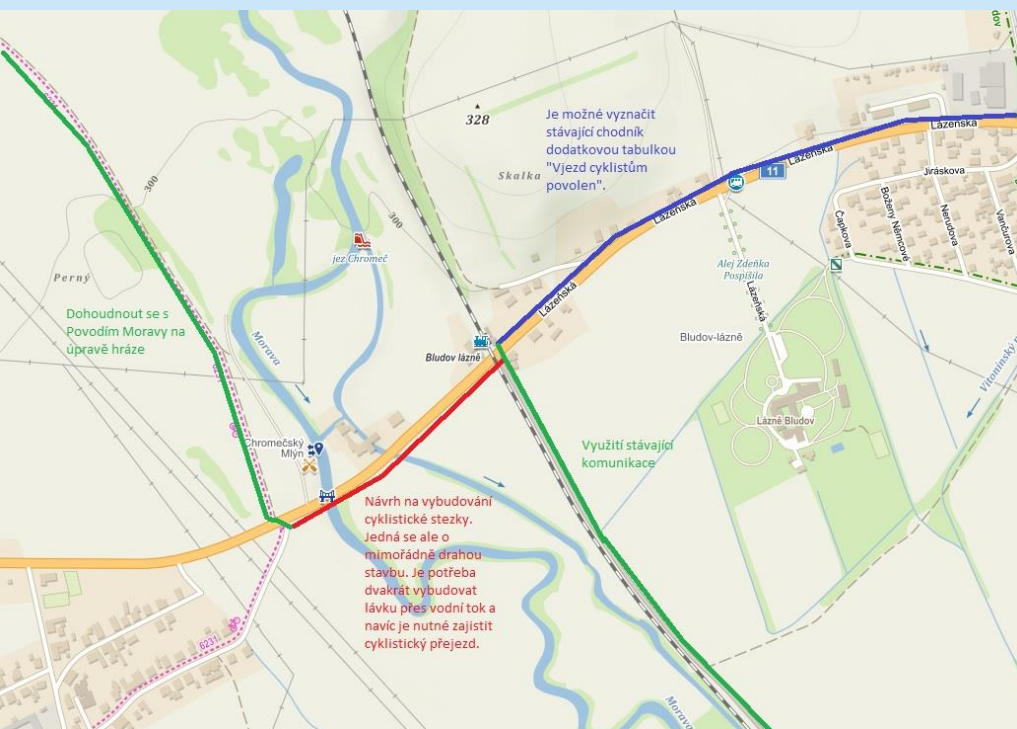 dov
6231
328
Je možné vyznačit
stávající chodník
dodatkovou tabulkou
"Vjezd cyklistům
povolen".
Lázeňská
Lázeňská
11
Skalka
Jiráskova
300
300
Lázeňská
Boženy Němcové
Nerudova
Vančurova
Čapkova
jez Chromeč
Perný
Alej Zdeňka
Pospíšila
Lázeňská
Lázeňská
Dohoudnout se s
Povodím Moravy na
úpravě hráze
Morava
Bludov lázně
Bludov-lázně
Vitonínský p
Lázně Bludov
Chromečský
Mlýn
Využití stávající
komunikace
Návrh na vybudování
cyklistické stezky.
Jedná se ale o
mimořádně drahou
stavbu. Je potřeba
dvakrát vybudovat
lávku přes vodní tok a
navíc je nutné zajistit
cyklistický přejezd.
6231
Morava